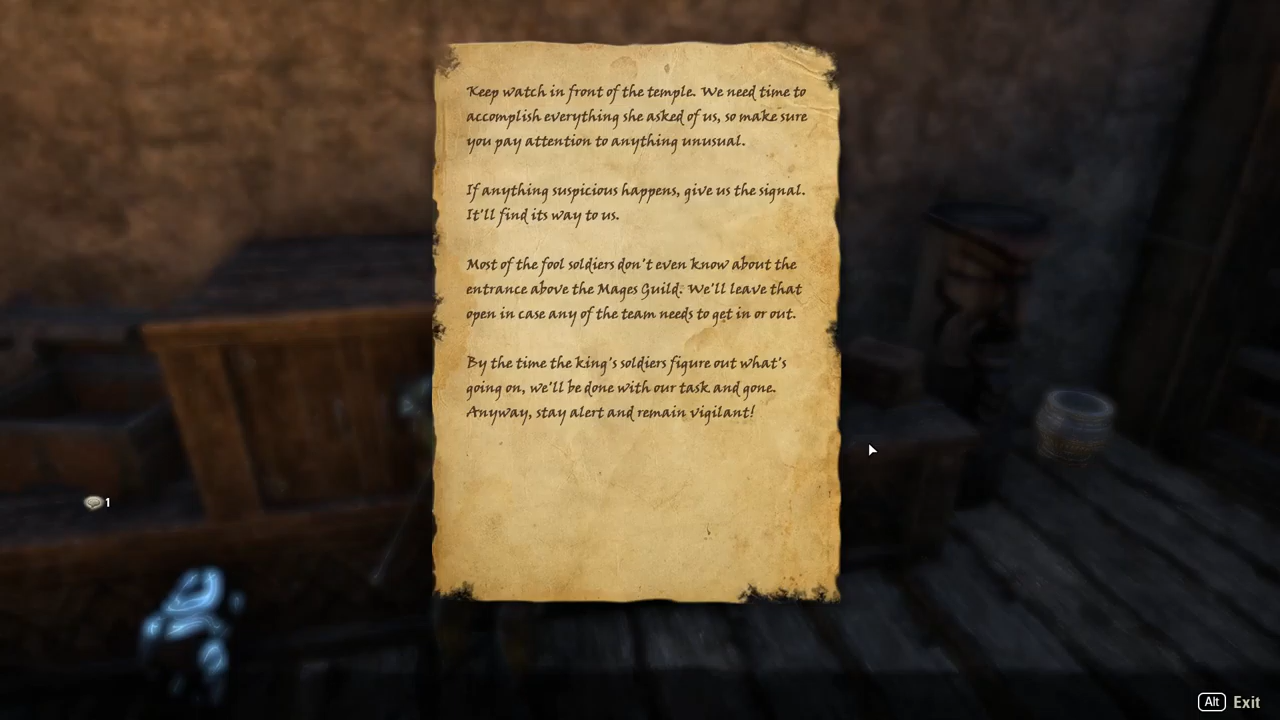 Keep watch in front of the temple. We need time to
accomplish everything she asked of us, so make sure
you pay attention to anything unusual.
If anything suspicious happens, give us the signal.
It'll find its way to us.
Most of the fool soldiers don't even know about the
entrance above the Mages Guild. We'll leave that
open in case any of the team needs to get in or out.
By the time the king's soldiers figure out what's
going on, we'll be done with our task and gone.
Anyway, stay alert and remain vigilant!
1
Alt Exit